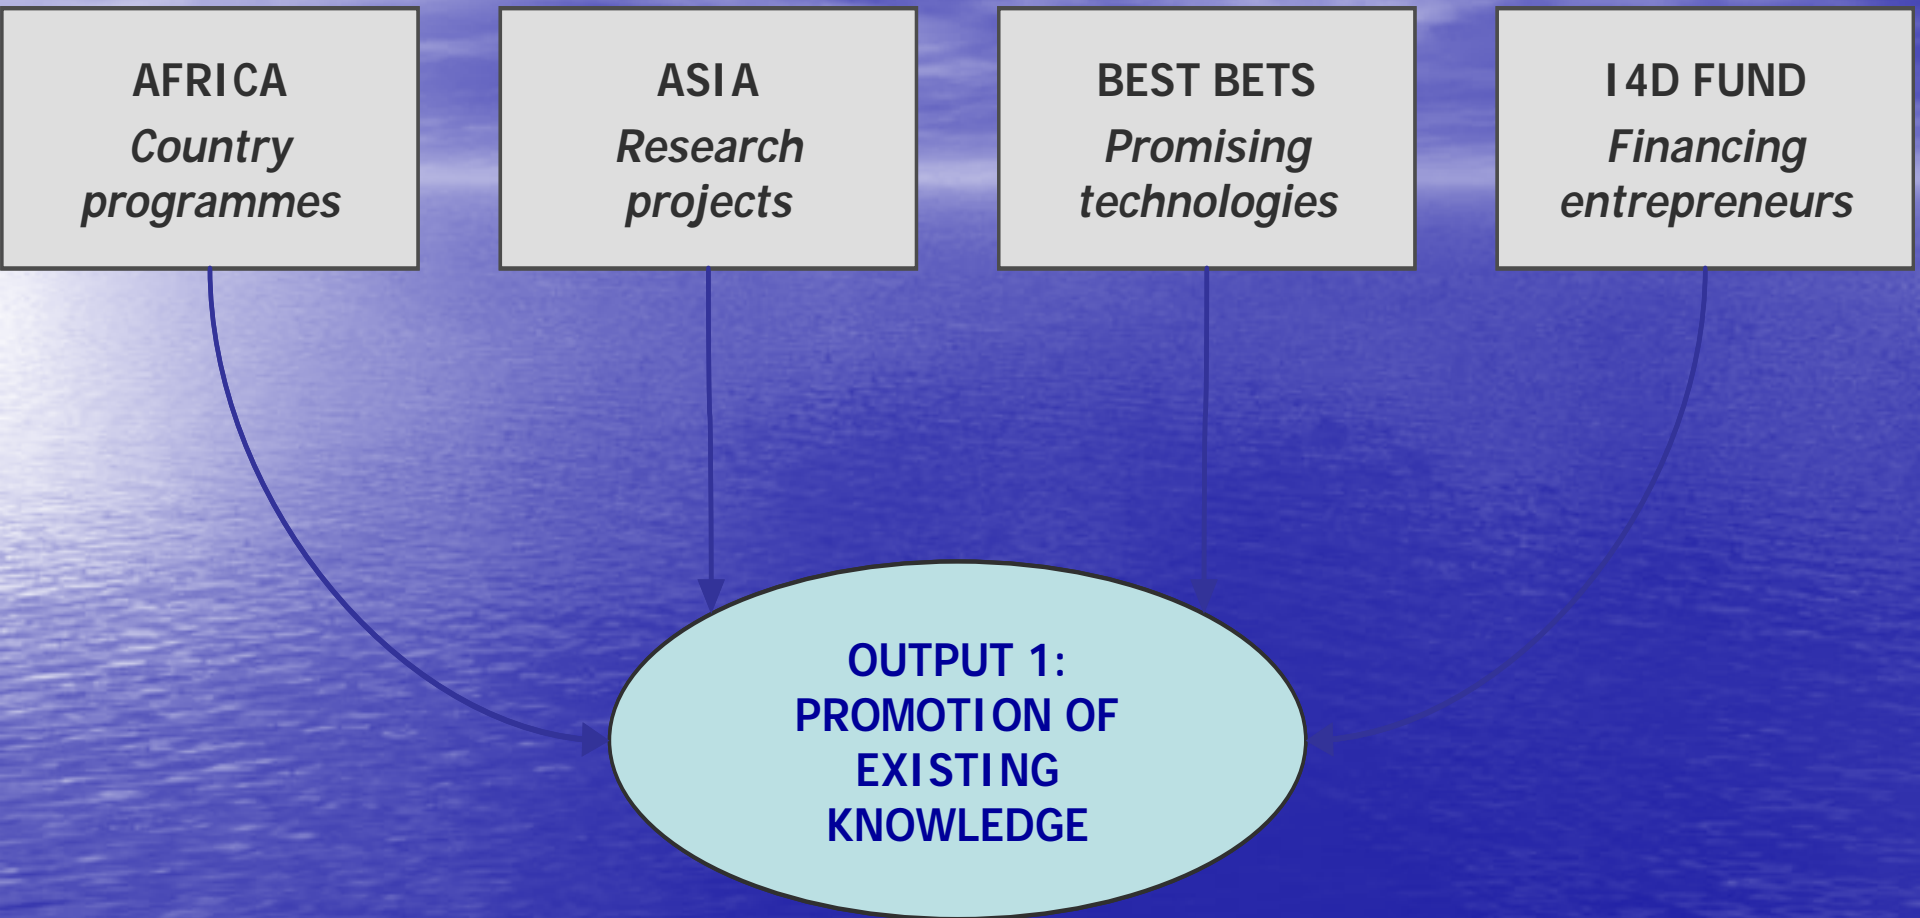 AFRICA
Country
programmes
ASIA
Research
projects
BEST BETS
Promising
technologies
I4D FUND
Financing
entrepreneurs
OUTPUT 1:
PROMOTION OF
EXISTING
KNOWLEDGE